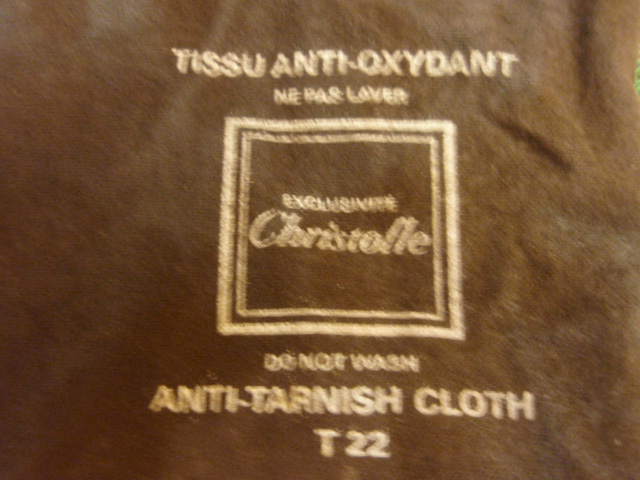 TISSU ANTI-OXYDANT
NE PAS LAVER
EXCLUSIVITÉ
Christofle
DO NOT WASH
ANTI-TARNISH CLOTH
T 22